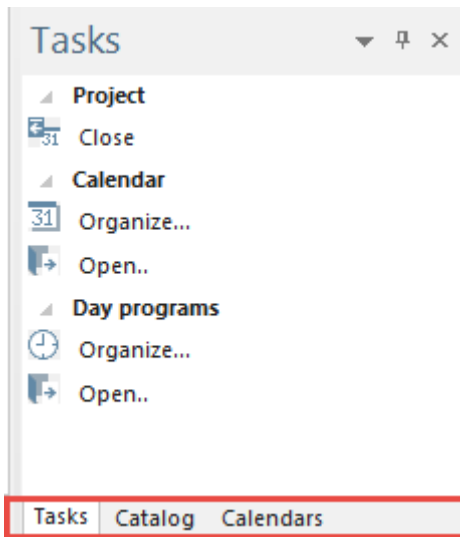 Tasks
Project
31 Close
Calendar
31 Organize...
Open..
Day programs
Organize...
Open..
Tasks Catalog Calendars